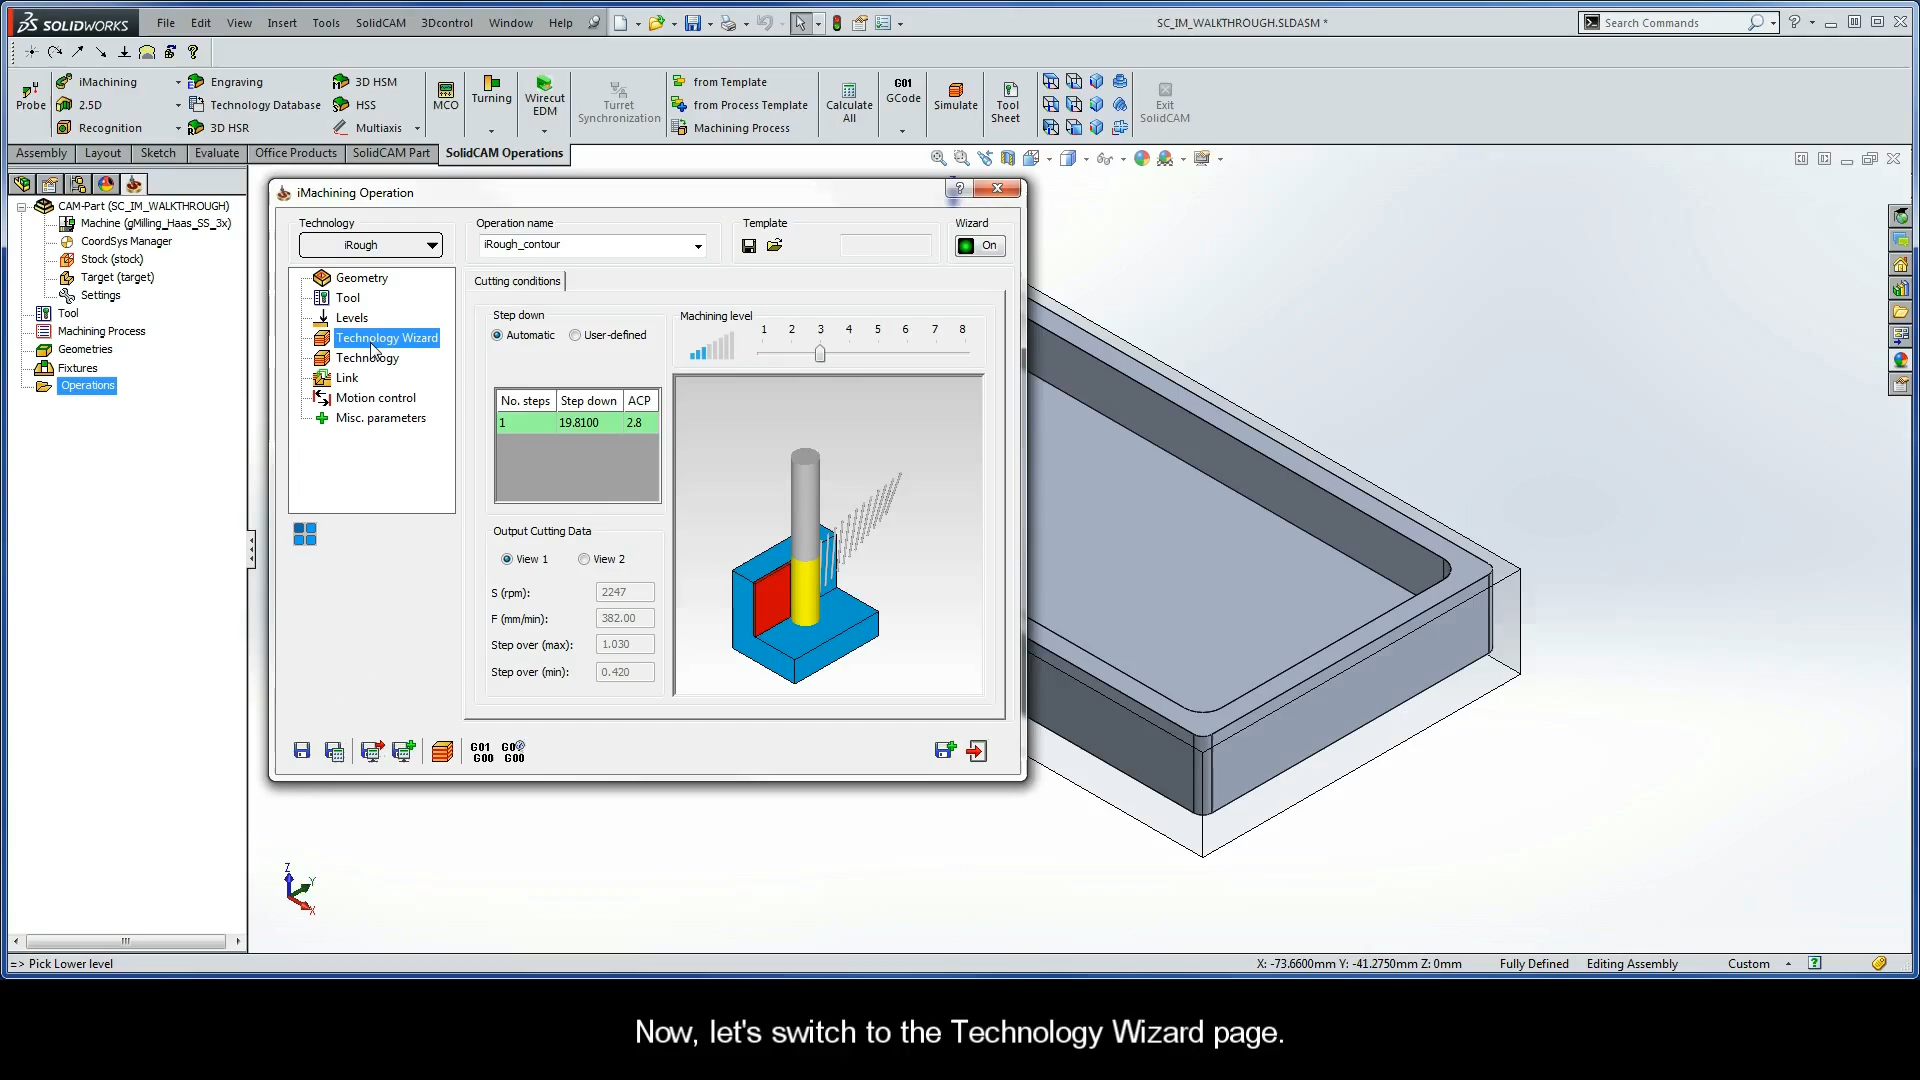 SOLIDWORKS File Edit View Insert Tools SolidCAM 3Dcontrol Window Help SC_IM_WALKTHROUGH.SLDASM * Search Commands
iMachining Engraving 3D HSM from Template G01
Probe 2.5D Technology Database HSS MCO Turning Wirecut EDM Turret Synchronization from Process Template Calculate All GCode Simulate Tool Sheet Exit SolidCAM
Recognition 3D HSR Multiaxis Machining Process
Assembly Layout Sketch Evaluate Office Products SolidCAM Part SolidCAM Operations
CAM-Part (SC_IM_WALKTHROUGH)
Machine (gMilling_Haas_SS_3x)
CoordSys Manager
Stock (stock)
Target (target)
Settings
Tool
Machining Process
Geometries
Fixtures
Operations
iMachining Operation
Technology Operation name Template Wizard
iRough iRough_contour On
Geometry
Tool
Levels
Technology Wizard
Technology
Link
Motion control
Misc. parameters
Cutting conditions
Step down Machining level
Automatic User-defined 1 2 3 4 5 6 7 8
No. steps Step down ACP
1 19.8100 2.8
Output Cutting Data
View 1 View 2
S (rpm): 2247
F (mm/min): 382.00
Step over (max): 1.030
Step over (min): 0.420
G01 G00
Z Y X
=> Pick Lower level X: -73.6600mm Y: -41.2750mm Z: 0mm Fully Defined Editing Assembly Custom
Now, let's switch to the Technology Wizard page.